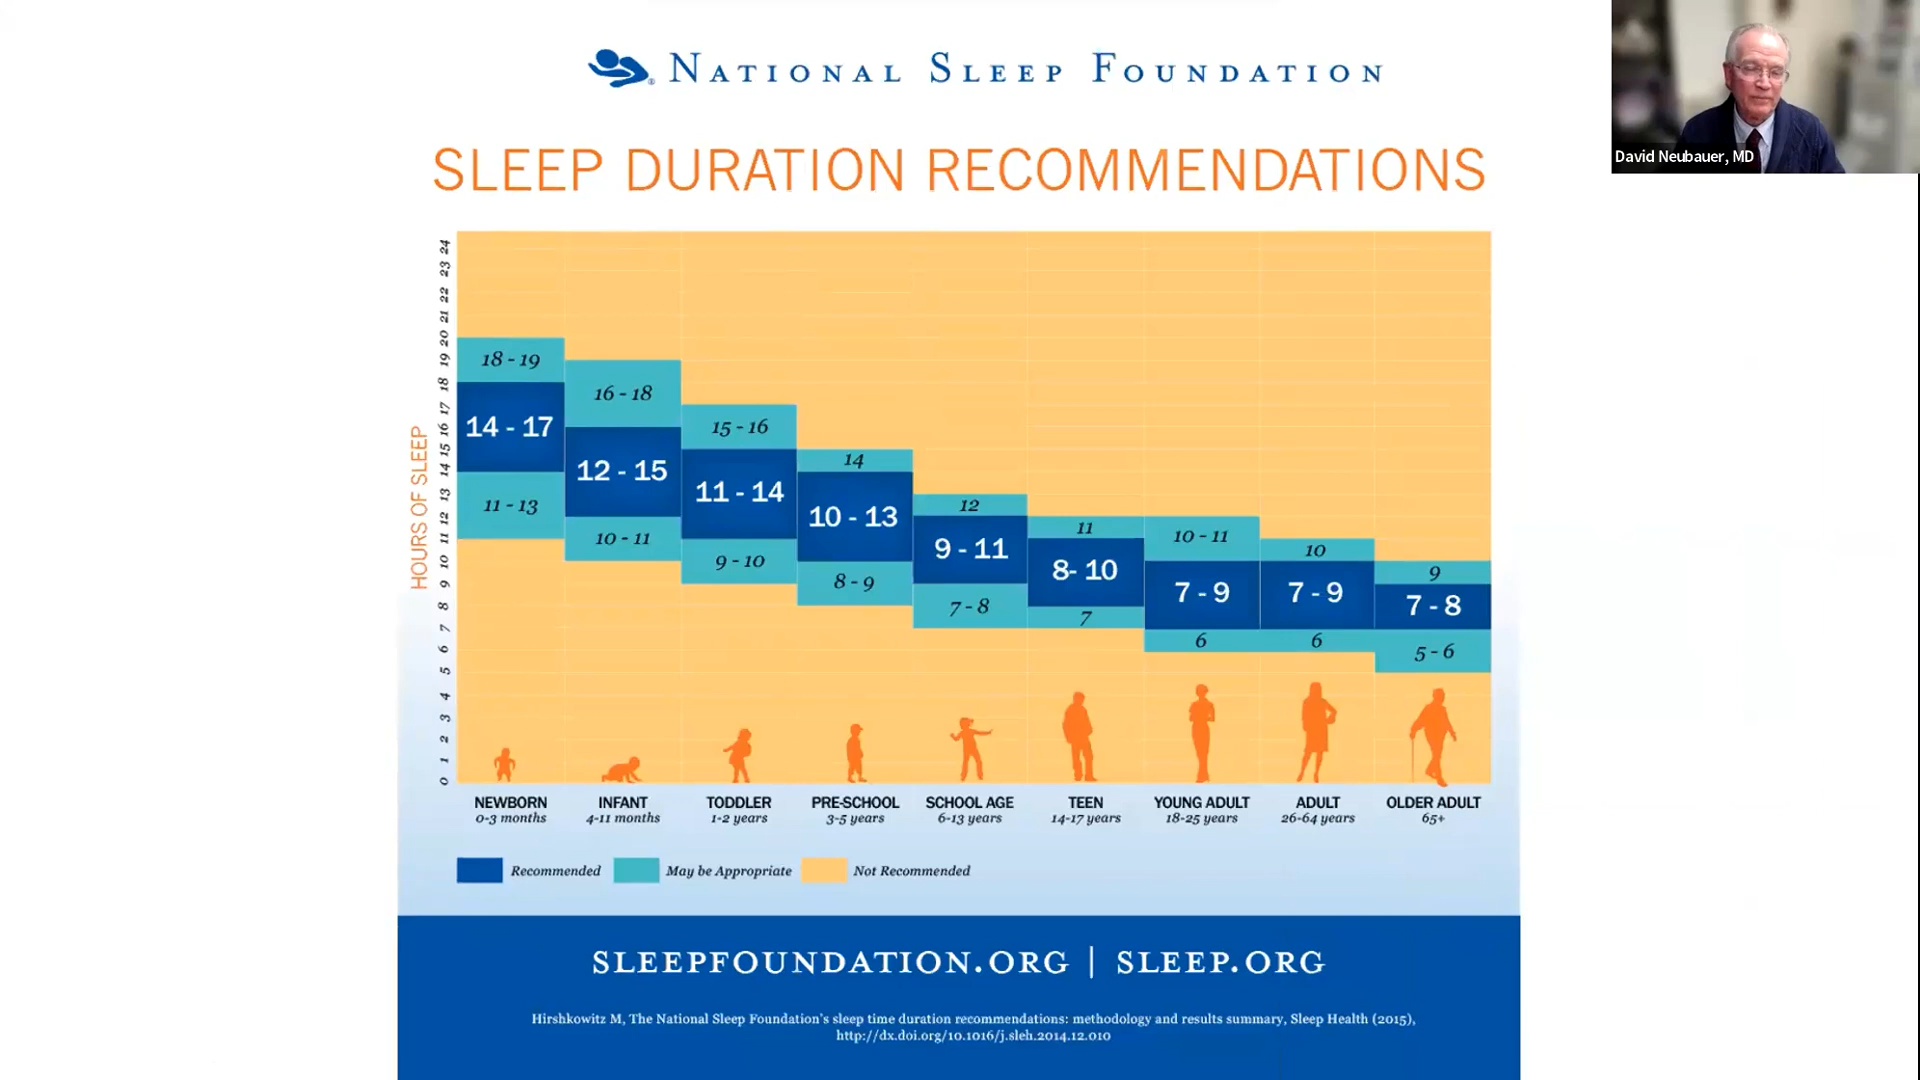 NATIONAL SLEEP FOUNDATION
David Neubauer, MD
SLEEP DURATION RECOMMENDATIONS
HOURS OF SLEEP
24
23
22
21
20
19
18
17
16
15
14
13
12
11
10
9
8
7
6
5
4
3
2
1
0
18 - 19
14 - 17
11 - 13
16 - 18
12 - 15
10 - 11
15 - 16
11 - 14
9 - 10
14
10 - 13
8 - 9
12
9 - 11
7 - 8
11
8- 10
7
10 - 11
7 - 9
6
10
7 - 9
6
9
7 - 8
5 - 6
NEWBORN
0-3 months
INFANT
4-11 months
TODDLER
1-2 years
PRE-SCHOOL
3-5 years
SCHOOL AGE
6-13 years
TEEN
14-17 years
YOUNG ADULT
18-25 years
ADULT
26-64 years
OLDER ADULT
65+
Recommended
May be Appropriate
Not Recommended
SLEEPFOUNDATION.ORG | SLEEP.ORG
Hirshkowitz M, The National Sleep Foundation's sleep time duration recommendations: methodology and results summary, Sleep Health (2015),
http://dx.doi.org/10.1016/j.sleh.2014.12.010